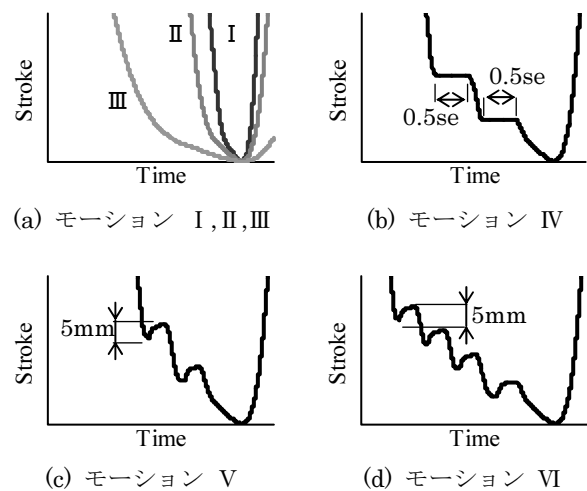 Ⅱ Ⅰ
Ⅲ
Stroke
Time
(a) モーション Ⅰ,Ⅱ,Ⅲ
0.5se
0.5se
Stroke
Time
(b) モーション Ⅳ
5mm
Stroke
Time
(c) モーション Ⅴ
5mm
Stroke
Time
(d) モーション Ⅵ